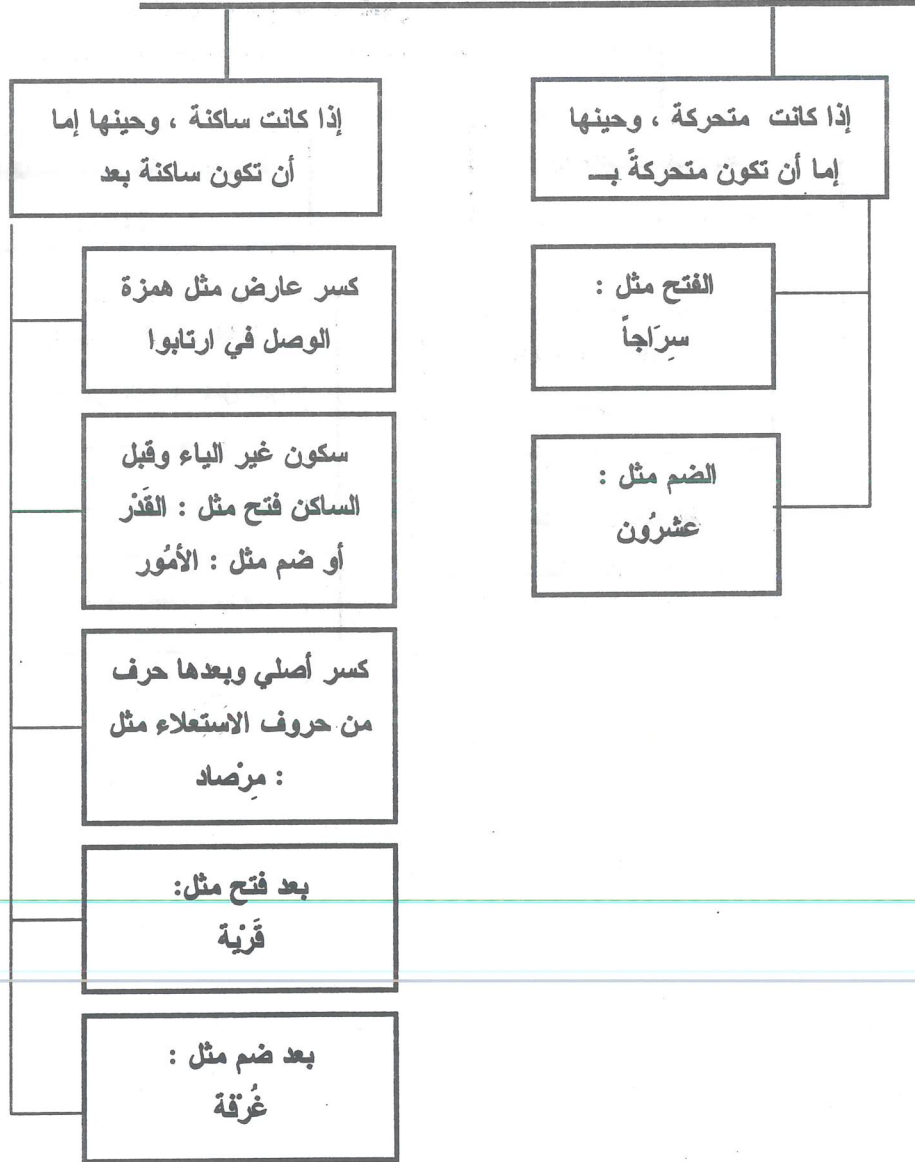 إذا كانت متحركة ، وحينها
إما أن تكون متحركةً بـــ
الفتح مثل :
سِرَاجاً
الضم مثل :
عشرُون
إذا كانت ساكنة ، وحينها إما
أن تكون ساكنة بعد
كسر عارض مثل همزة
الوصل في ارتابوا
سكون غير الياء وقبل
الساكن فتح مثل : القَدْر
أو ضم مثل : الأمُور
كسر أصلي وبعدها حرف
من حروف الاستعلاء مثل
: مِرْصاد
بعد فتح مثل:
قَرْية
بعد ضم مثل :
غُرْفة